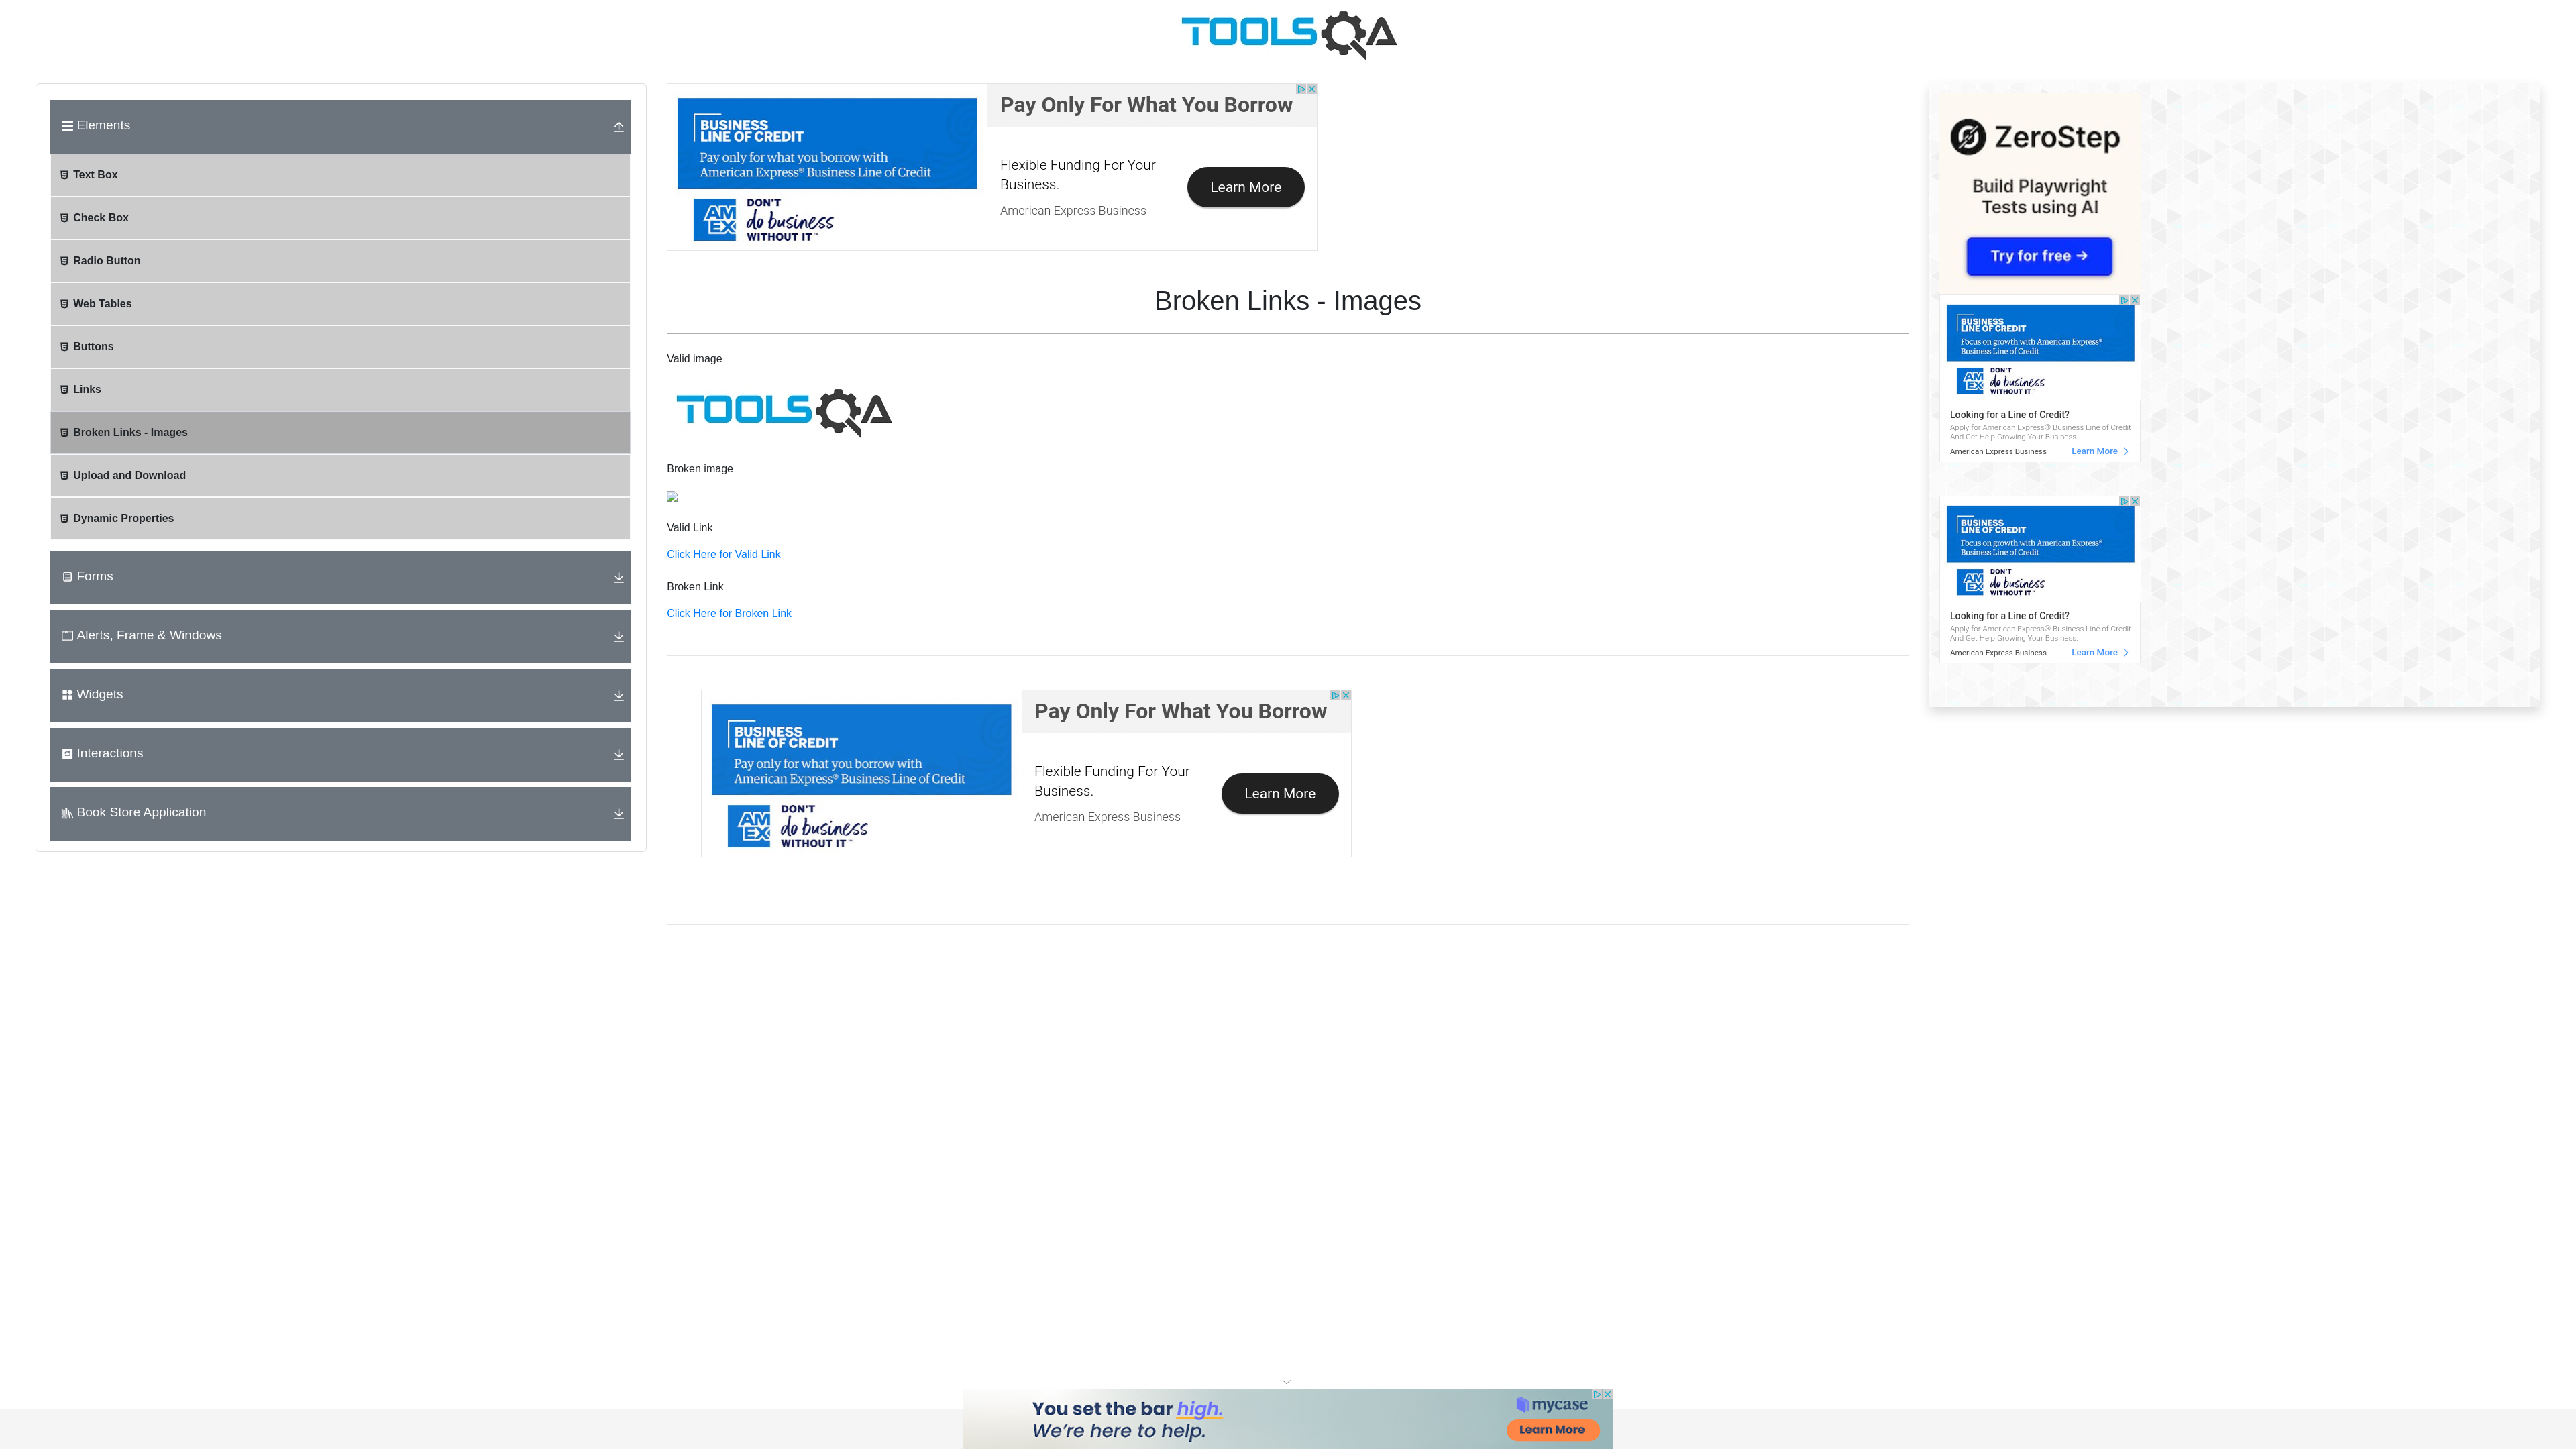 TOOLSQA
Elements
Text Box
Check Box
Radio Button
Web Tables
Buttons
Links
Broken Links - Images
Upload and Download
Dynamic Properties
Forms
Alerts, Frame & Windows
Widgets
Interactions
Book Store Application
BUSINESS
LINE OF CREDIT
Pay only for what you borrow with
American Express® Business Line of Credit
AM
EX
DON'T
do business
WITHOUT IT™
Pay Only For What You Borrow
Flexible Funding For Your
Business.
American Express Business
Learn More
Broken Links - Images
Valid image
TOOLSQA
Broken image
Valid Link
Click Here for Valid Link
Broken Link
Click Here for Broken Link
BUSINESS
LINE OF CREDIT
Pay only for what you borrow with
American Express® Business Line of Credit
AM
EX
DON'T
do business
WITHOUT IT™
Pay Only For What You Borrow
Flexible Funding For Your
Business.
American Express Business
Learn More
ZeroStep
Build Playwright
Tests using AI
Try for free →
BUSINESS
LINE OF CREDIT
Focus on growth with American Express®
Business Line of Credit
AM
EX
DON'T
do business
WITHOUT IT™
Looking for a Line of Credit?
Apply for American Express® Business Line of Credit
And Get Help Growing Your Business.
American Express Business
Learn More
BUSINESS
LINE OF CREDIT
Focus on growth with American Express®
Business Line of Credit
AM
EX
DON'T
do business
WITHOUT IT™
Looking for a Line of Credit?
Apply for American Express® Business Line of Credit
And Get Help Growing Your Business.
American Express Business
Learn More
You set the bar high.
We're here to help.
mycase
Learn More